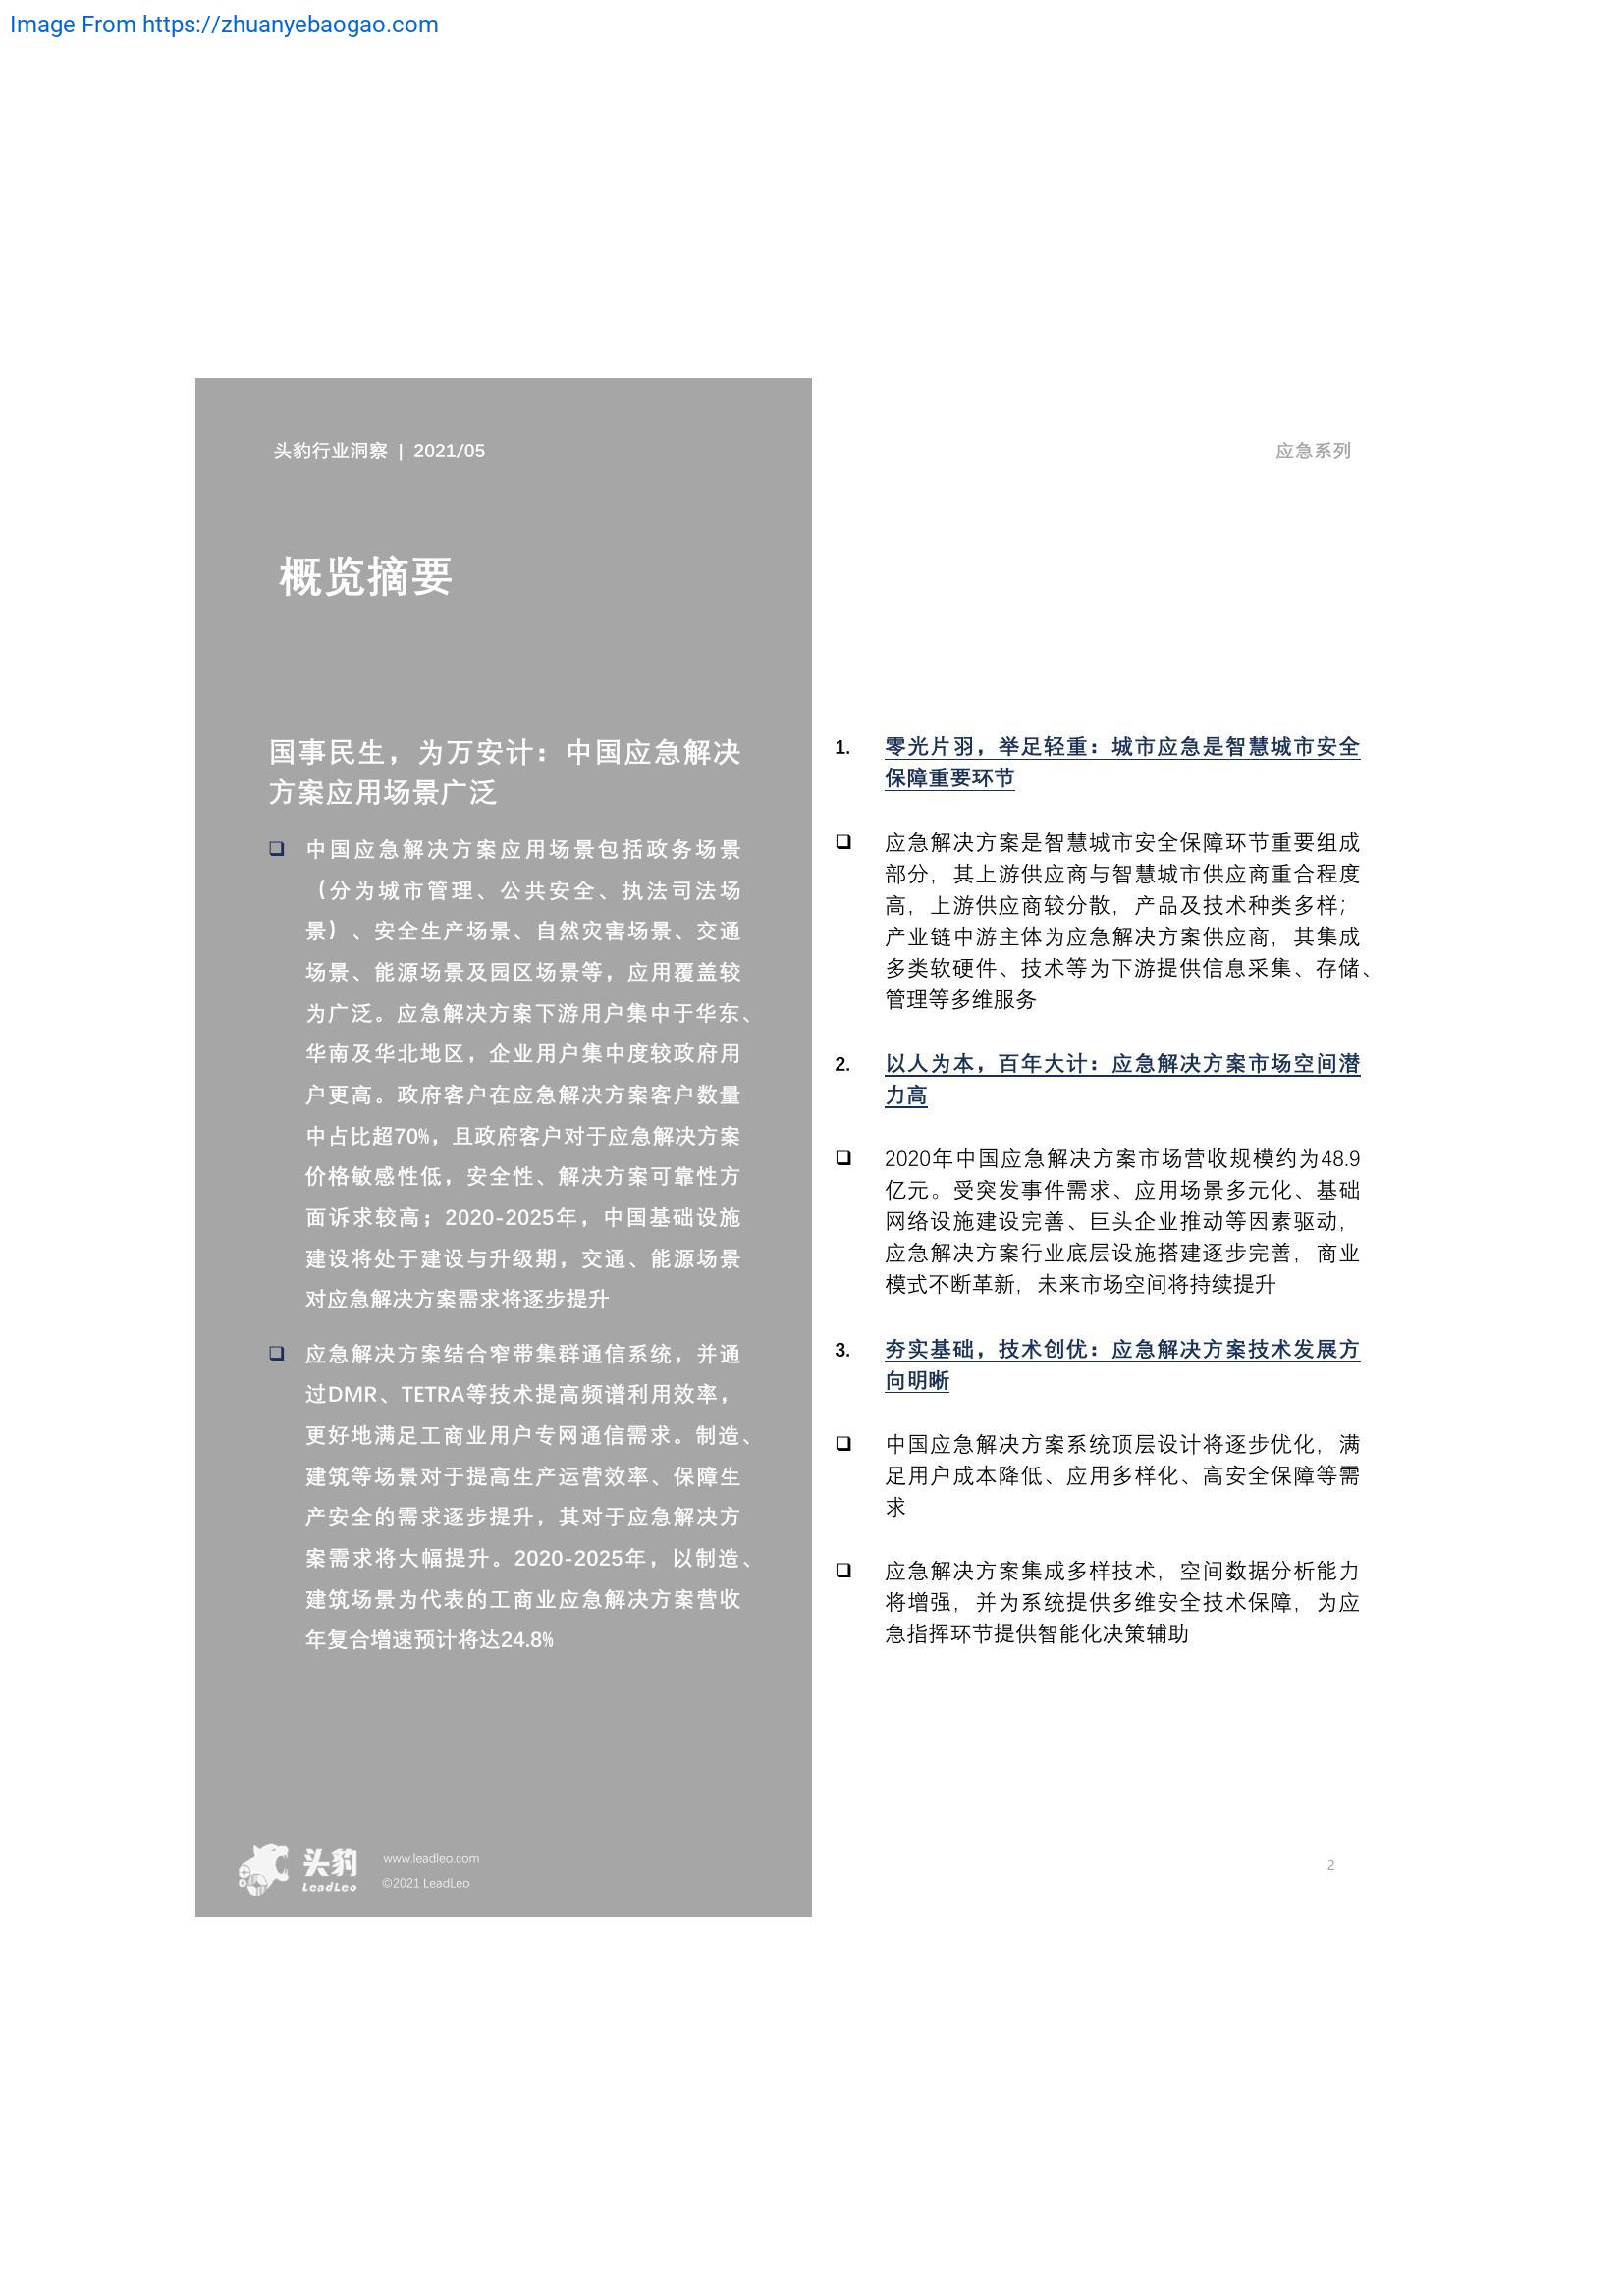 Image From https://zhuanyebaogao.com
头豹行业洞察 | 2021/05
应急系列
概览摘要
国事民生，为万安计：中国应急解决
方案应用场景广泛
❑ 中国应急解决方案应用场景包括政务场景
（分为城市管理、公共安全、执法司法场
景）、安全生产场景、自然灾害场景、交通
场景、能源场景及园区场景等，应用覆盖较
为广泛。应急解决方案下游用户集中于华东、
华南及华北地区，企业用户集中度较政府用
户更高。政府客户在应急解决方案客户数量
中占比超70%，且政府客户对于应急解决方案
价格敏感性低，安全性、解决方案可靠性方
面诉求较高；2020-2025年，中国基础设施
建设将处于建设与升级期，交通、能源场景
对应急解决方案需求将逐步提升
❑ 应急解决方案结合窄带集群通信系统，并通
过DMR、TETRA等技术提高频谱利用效率，
更好地满足工商业用户专网通信需求。制造、
建筑等场景对于提高生产运营效率、保障生
产安全的需求逐步提升，其对于应急解决方
案需求将大幅提升。2020-2025年，以制造、
建筑场景为代表的工商业应急解决方案营收
年复合增速预计将达24.8%
1. 零光片羽，举足轻重：城市应急是智慧城市安全
保障重要环节
❑ 应急解决方案是智慧城市安全保障环节重要组成
部分，其上游供应商与智慧城市供应商重合程度
高，上游供应商较分散，产品及技术种类多样；
产业链中游主体为应急解决方案供应商，其集成
多类软硬件、技术等为下游提供信息采集、存储、
管理等多维服务
2. 以人为本，百年大计：应急解决方案市场空间潜
力高
❑ 2020年中国应急解决方案市场营收规模约为48.9
亿元。受突发事件需求、应用场景多元化、基础
网络设施建设完善、巨头企业推动等因素驱动，
应急解决方案行业底层设施搭建逐步完善，商业
模式不断革新，未来市场空间将持续提升
3. 夯实基础，技术创优：应急解决方案技术发展方
向明晰
❑ 中国应急解决方案系统顶层设计将逐步优化，满
足用户成本降低、应用多样化、高安全保障等需
求
❑ 应急解决方案集成多样技术，空间数据分析能力
将增强，并为系统提供多维安全技术保障，为应
急指挥环节提供智能化决策辅助
头豹
LeadLeo
www.leadleo.com
©2021 LeadLeo
2